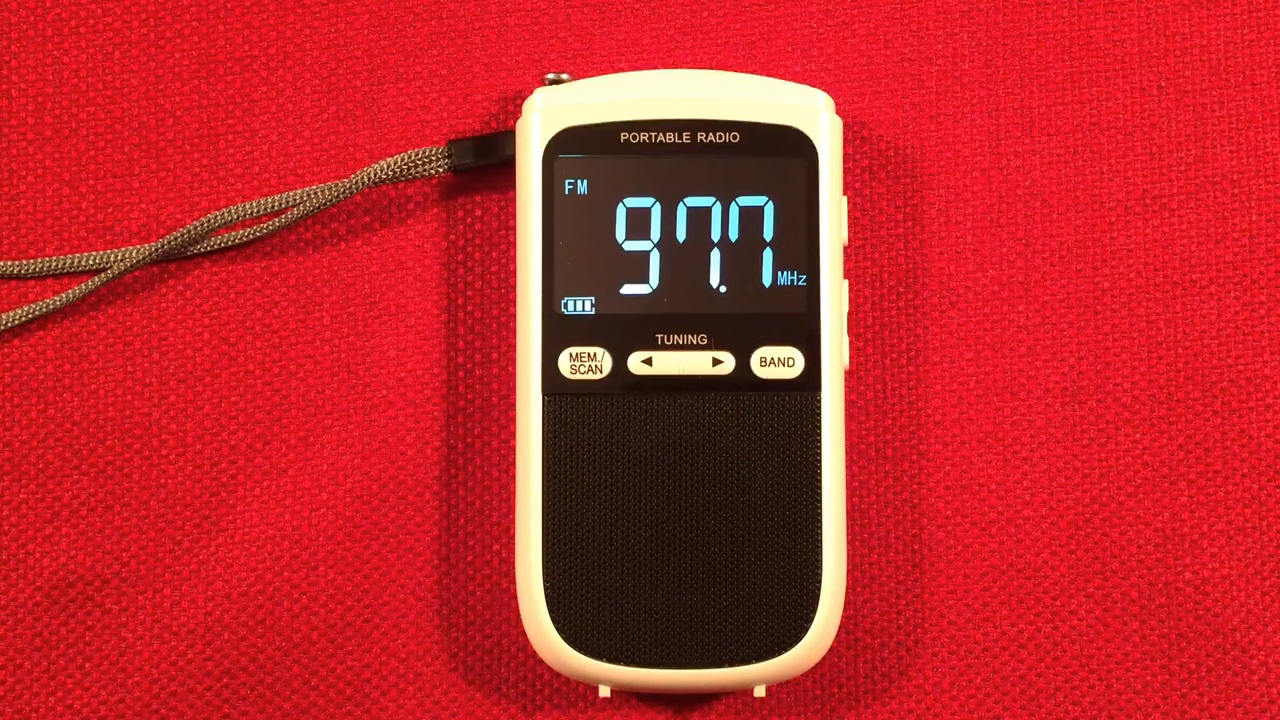 PORTABLE RADIO
FM
97.7 MHz
TUNING
MEM./
SCAN
BAND